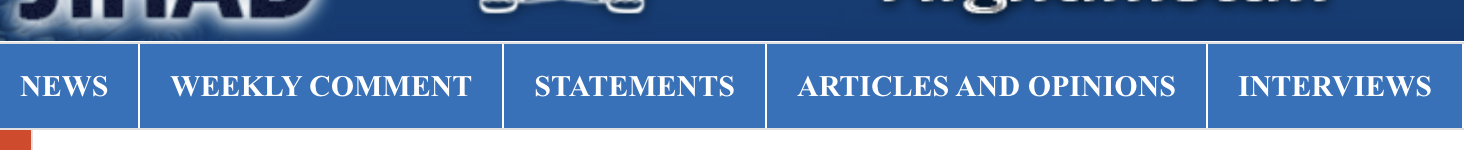 NEWS WEEKLY COMMENT STATEMENTS ARTICLES AND OPINIONS INTERVIEWS